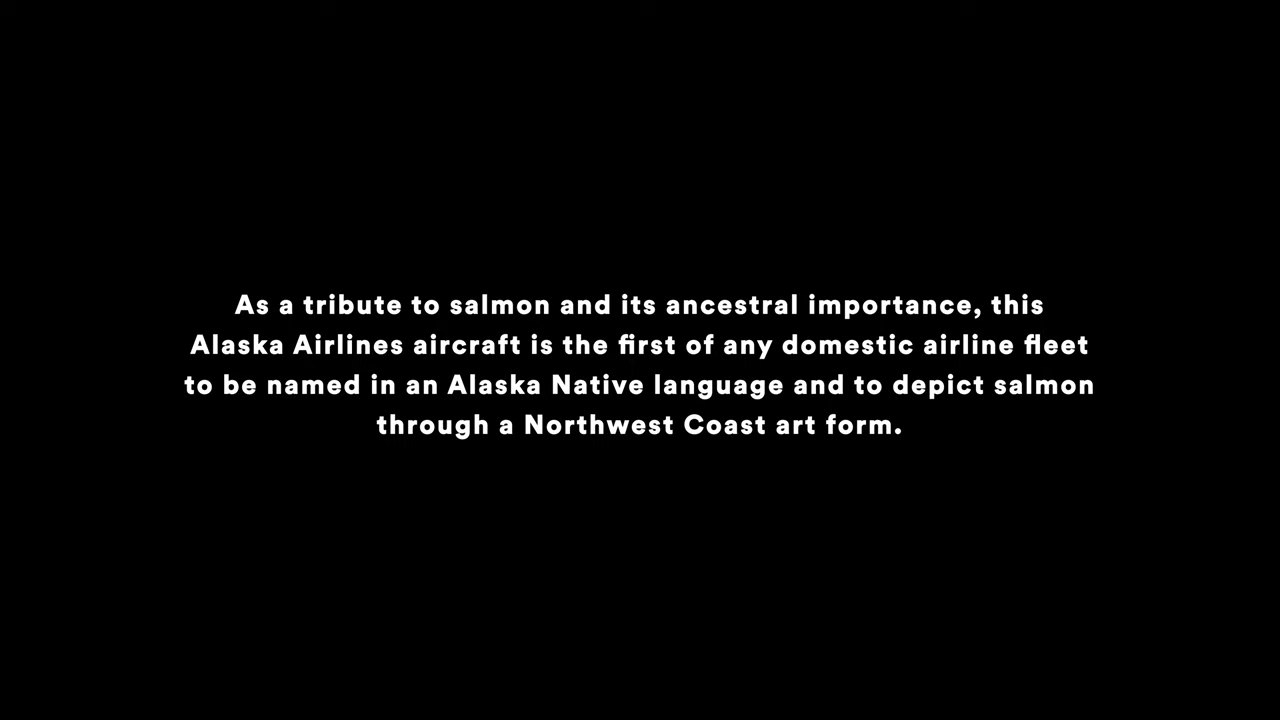 As a tribute to salmon and its ancestral importance, this
Alaska Airlines aircraft is the first of any domestic airline fleet
to be named in an Alaska Native language and to depict salmon
through a Northwest Coast art form.